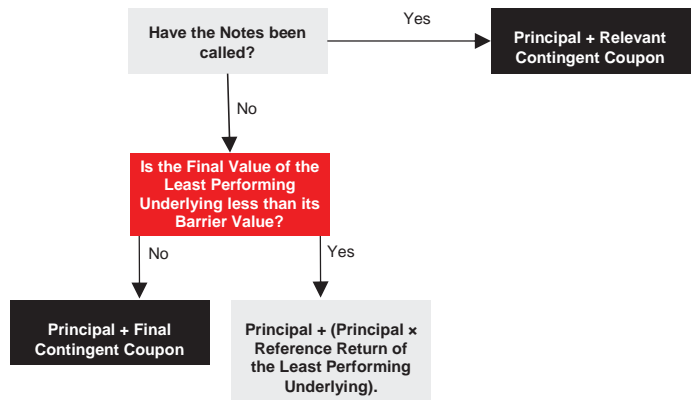 Have the Notes been
called?
Yes
Principal + Relevant
Contingent Coupon
No
Is the Final Value of the
Least Performing
Underlying less than its
Barrier Value?
No
Yes
Principal + Final
Contingent Coupon
Principal + (Principal ×
Reference Return of
the Least Performing
Underlying).